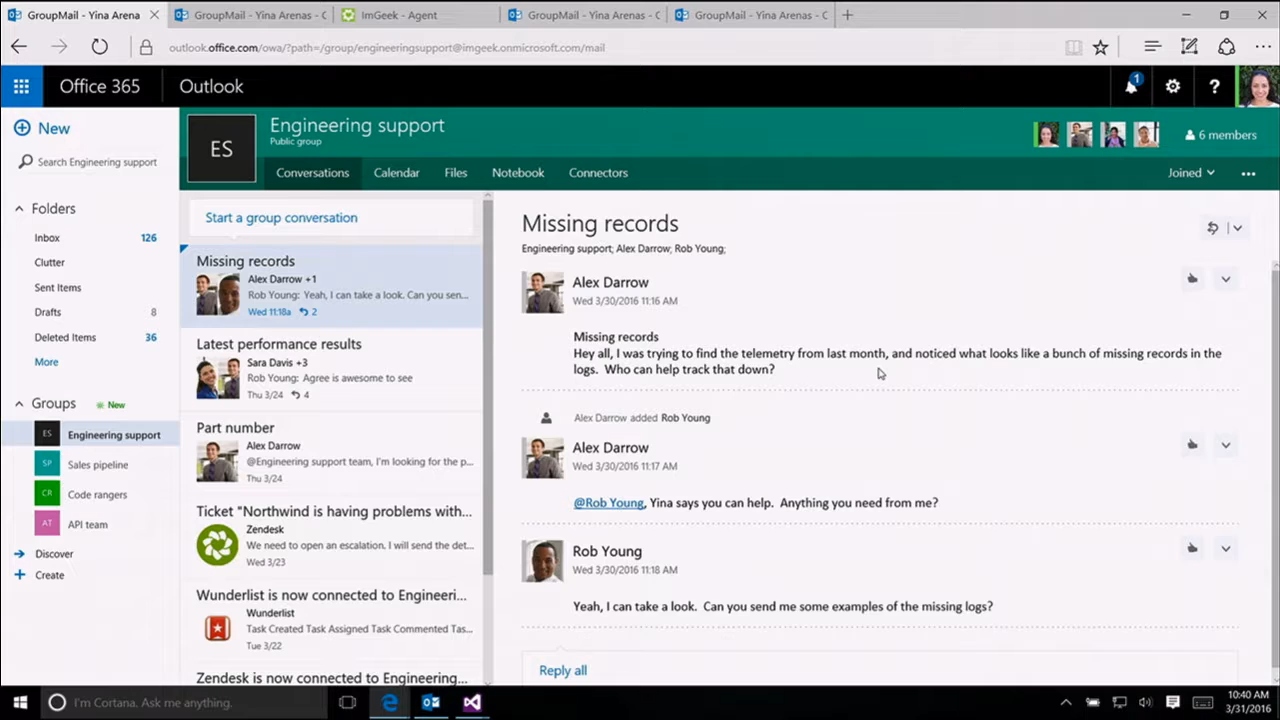 GroupMail - Yina Arena
GroupMail - Yina Arenas - C
ImGeek - Agent
GroupMail - Yina Arenas - C
GroupMail - Yina Arenas - C
outlook.office.com/owa/?path=/group/engineeringsupport@imgeek.onmicrosoft.com/mail
Office 365
Outlook
1
?
New
Search Engineering support
Folders
Inbox 126
Clutter
Sent Items
Drafts 8
Deleted Items 36
More
Groups New
ES Engineering support
SP Sales pipeline
CR Code rangers
AT API team
Discover
Create
ES
Engineering support
Public group
6 members
Conversations Calendar Files Notebook Connectors
Joined
Start a group conversation
Missing records
Alex Darrow +1
Rob Young: Yeah, I can take a look. Can you sen...
Wed 11:18a 2
Latest performance results
Sara Davis +3
Rob Young: Agree is awesome to see
Thu 3/24 4
Part number
Alex Darrow
@Engineering support team, I'm looking for the p...
Thu 3/24
Ticket "Northwind is having problems with...
Zendesk
We need to open an escalation. I will send the det...
Wed 3/23
Wunderlist is now connected to Engineeri...
Wunderlist
Task Created Task Assigned Task Commented Tas...
Tue 3/22
Zendesk is now connected to Engineering...
Missing records
Engineering support; Alex Darrow; Rob Young;
Alex Darrow
Wed 3/30/2016 11:16 AM
Missing records
Hey all, I was trying to find the telemetry from last month, and noticed what looks like a bunch of missing records in the
logs. Who can help track that down?
Alex Darrow added Rob Young
Alex Darrow
Wed 3/30/2016 11:17 AM
@Rob Young, Yina says you can help. Anything you need from me?
Rob Young
Wed 3/30/2016 11:18 AM
Yeah, I can take a look. Can you send me some examples of the missing logs?
Reply all
I'm Cortana. Ask me anything.
10:40 AM
3/31/2016